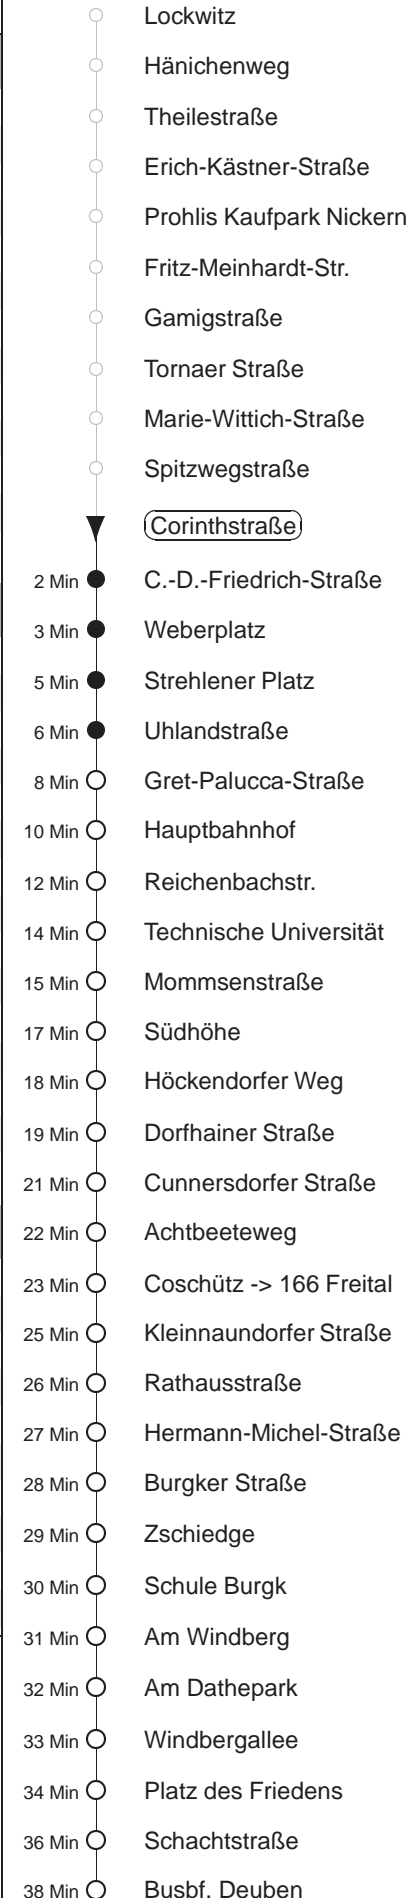 Lockwitz
Hänichenweg
Theilestraße
Erich-Kästner-Straße
Prohlis Kaufpark Nickern
Fritz-Meinhardt-Str.
Gamigstraße
Tornaer Straße
Marie-Wittich-Straße
Spitzwegstraße
Corinthstraße
2 Min C.-D.-Friedrich-Straße
3 Min Weberplatz
5 Min Strehlener Platz
6 Min Uhlandstraße
8 Min Gret-Palucca-Straße
10 Min Hauptbahnhof
12 Min Reichenbachstr.
14 Min Technische Universität
15 Min Mommsenstraße
17 Min Südhöhe
18 Min Höckendorfer Weg
19 Min Dorfhainer Straße
21 Min Cunnersdorfer Straße
22 Min Achtbeeteweg
23 Min Coschütz -> 166 Freital
25 Min Kleinnaundorfer Straße
26 Min Rathausstraße
27 Min Hermann-Michel-Straße
28 Min Burgker Straße
29 Min Zschiedge
30 Min Schule Burgk
31 Min Am Windberg
32 Min Am Dathepark
33 Min Windbergallee
34 Min Platz des Friedens
36 Min Schachtstraße
38 Min Busbf. Deuben